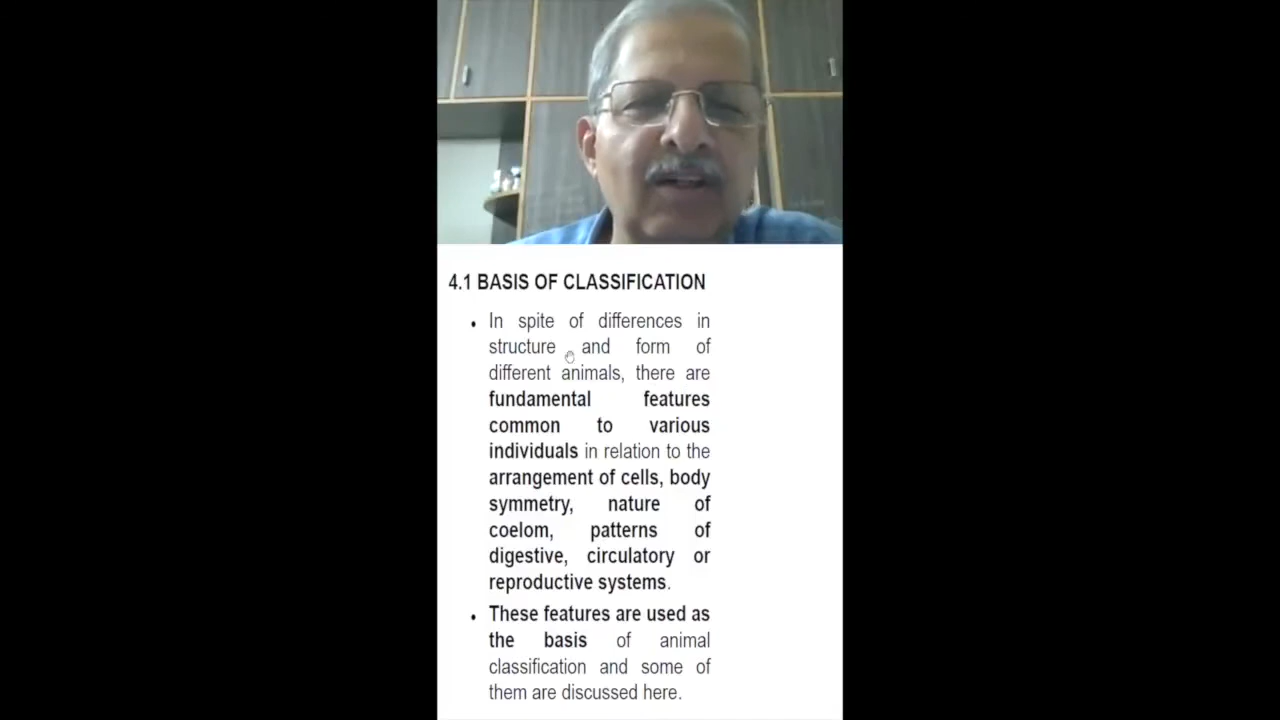 4.1 BASIS OF CLASSIFICATION
• In spite of differences in
structure and form of
different animals, there are
fundamental features
common to various
individuals in relation to the
arrangement of cells, body
symmetry, nature of
coelom, patterns of
digestive, circulatory or
reproductive systems.
• These features are used as
the basis of animal
classification and some of
them are discussed here.